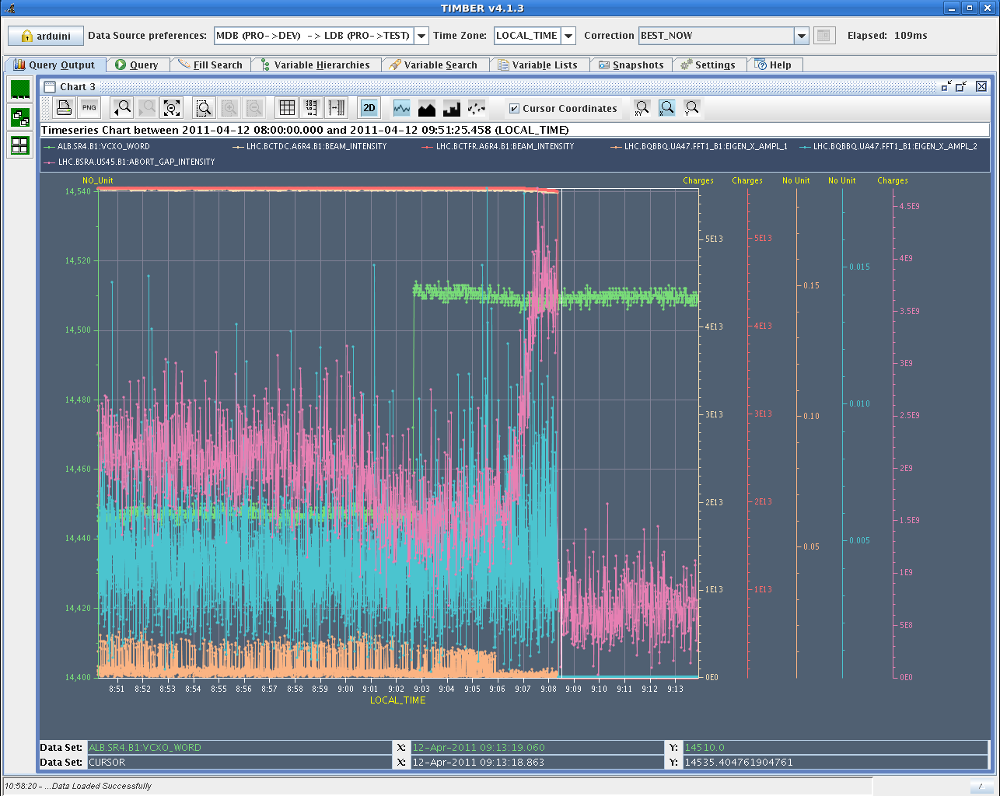 TIMBER v4.1.3
arduini Data Source preferences: MDB (PRO->DEV) -> LDB (PRO->TEST) Time Zone: LOCAL_TIME Correction BEST_NOW Elapsed: 109ms
Query Output Query Fill Search Variable Hierarchies Variable Search Variable Lists Snapshots Settings Help
Chart 3
PNG 2D Cursor Coordinates XY X Y
Timeseries Chart between 2011-04-12 08:00:00.000 and 2011-04-12 09:51:25.458 (LOCAL_TIME)
ALB.SR4.B1:VCXO_WORD LHC.BCTDC.A6R4.B1:BEAM_INTENSITY LHC.BCTFR.A6R4.B1:BEAM_INTENSITY LHC.BQBBQ.UA47.FFT1_B1:EIGEN_X_AMPL_1 LHC.BQBBQ.UA47.FFT1_B1:EIGEN_X_AMPL_2
LHC.BSRA.US45.B1:ABORT_GAP_INTENSITY
NO_Unit Charges Charges No Unit No Unit Charges
14,540
4.5E9
5E13 5E13
14,520 4E9
0.015
0.15
3.5E9
14,500 4E13 4E13
3E9
14,480 0.010
3E13 3E13 0.10 2.5E9
14,460 2E9
2E13 2E13
1.5E9
14,440 0.005
0.05
1E9
1E13 1E13
14,420
5E8
14,400 0E0 0E0
8:51 8:52 8:53 8:54 8:55 8:56 8:57 8:58 8:59 9:00 9:01 9:02 9:03 9:04 9:05 9:06 9:07 9:08 9:09 9:10 9:11 9:12 9:13
LOCAL_TIME
Data Set: ALB.SR4.B1:VCXO_WORD X: 12-Apr-2011 09:13:19.060 Y: 14510.0
Data Set: CURSOR X: 12-Apr-2011 09:13:18.863 Y: 14535.404761904761
10:58:20 - ...Data Loaded Successfully